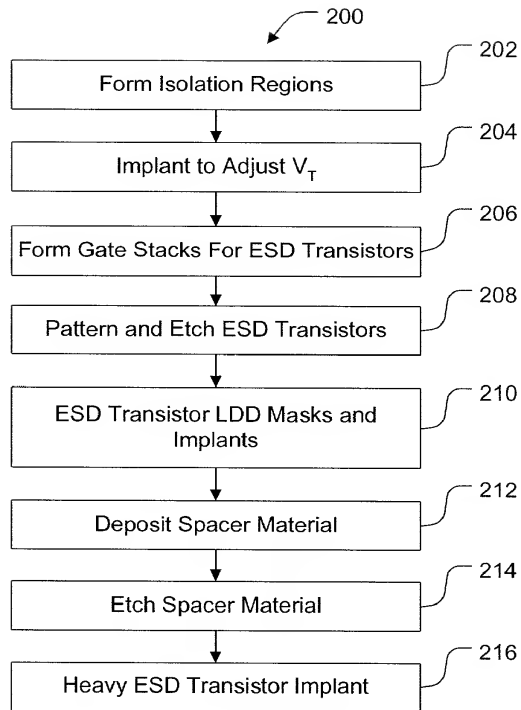 200
Form Isolation Regions
202
Implant to Adjust V_T
204
Form Gate Stacks For ESD Transistors
206
Pattern and Etch ESD Transistors
208
ESD Transistor LDD Masks and
Implants
210
Deposit Spacer Material
212
Etch Spacer Material
214
Heavy ESD Transistor Implant
216